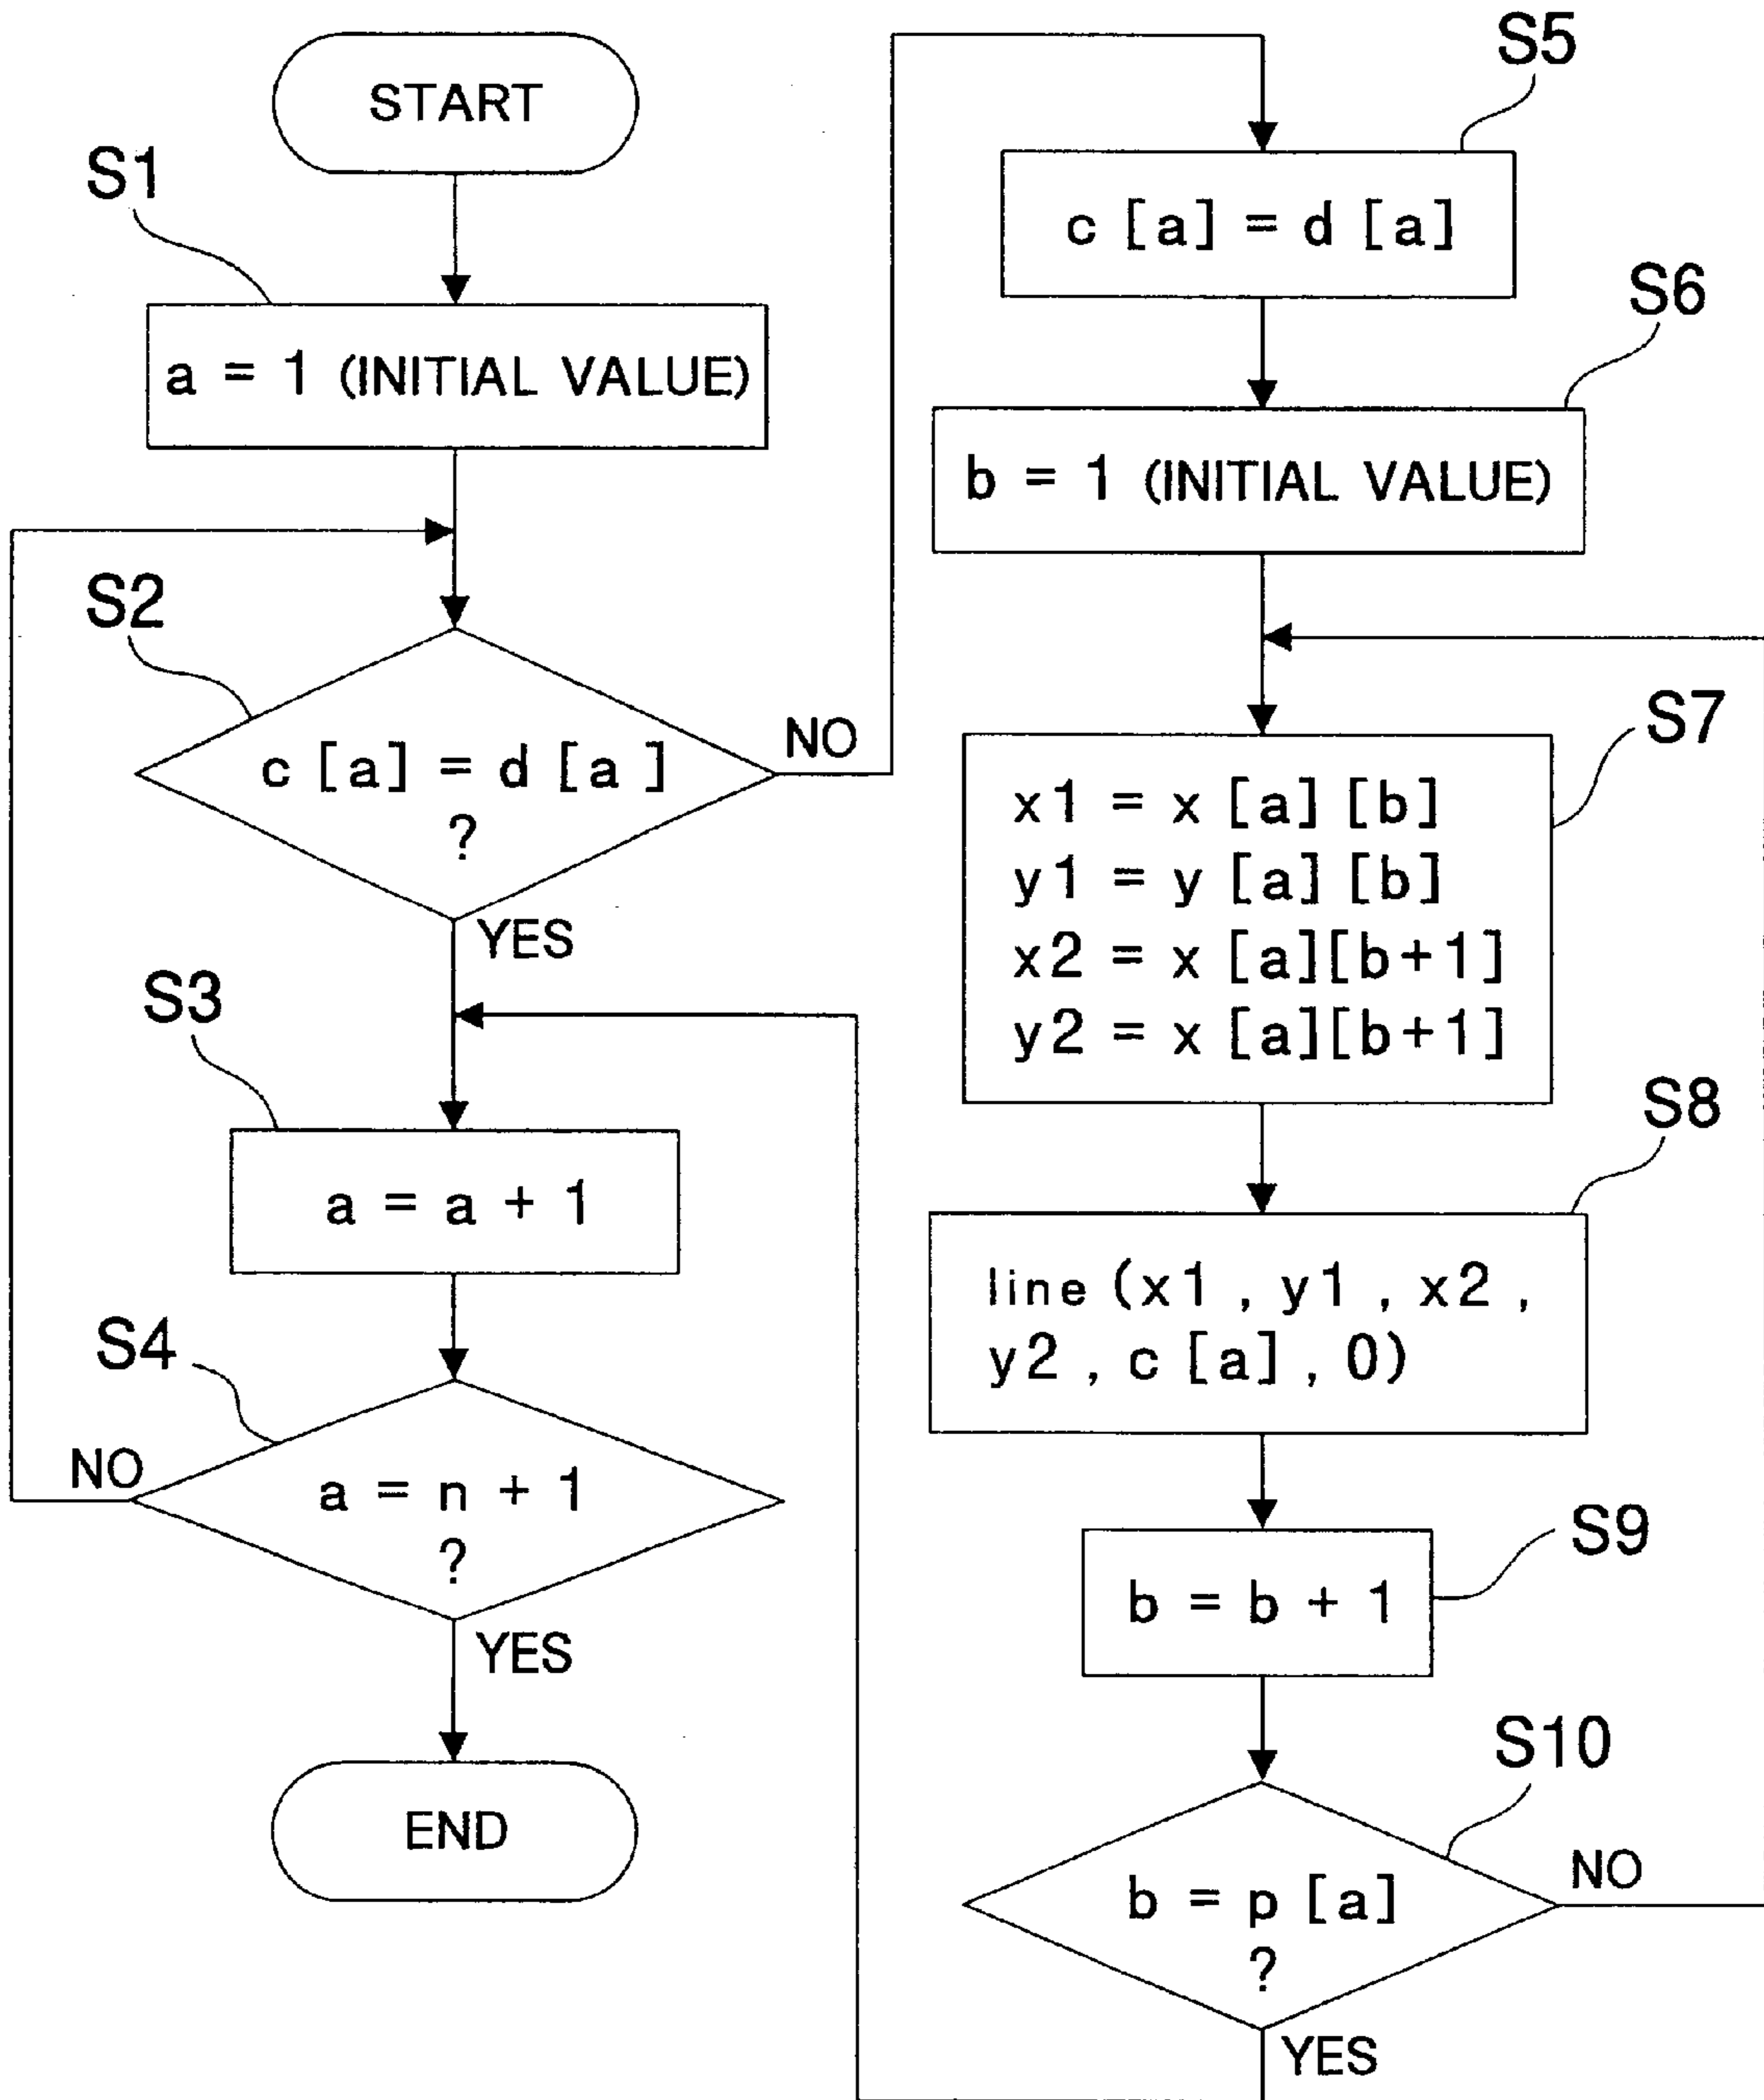 START
S1
a = 1 (INITIAL VALUE)
S2
c [a] = d [a ]
?
NO
YES
S3
a = a + 1
S4
NO
a = n + 1
?
YES
END
S5
c [a] = d [a]
S6
b = 1 (INITIAL VALUE)
S7
x1 = x [a] [b]
y1 = y [a] [b]
x2 = x [a][b+1]
y2 = x [a][b+1]
S8
line (x1 , y1 , x2 ,
y2 , c [a] , 0)
S9
b = b + 1
S10
b = p [a]
?
NO
YES